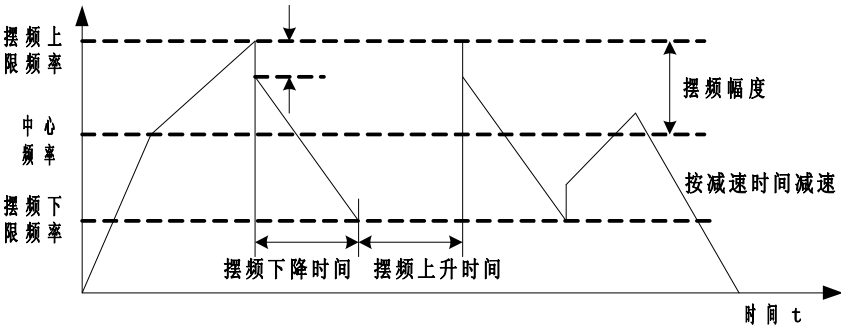 摆频上
限频率
摆频幅度
中心
频率
按减速时间减速
摆频下
限频率
摆频下降时间
摆频上升时间
时间 t